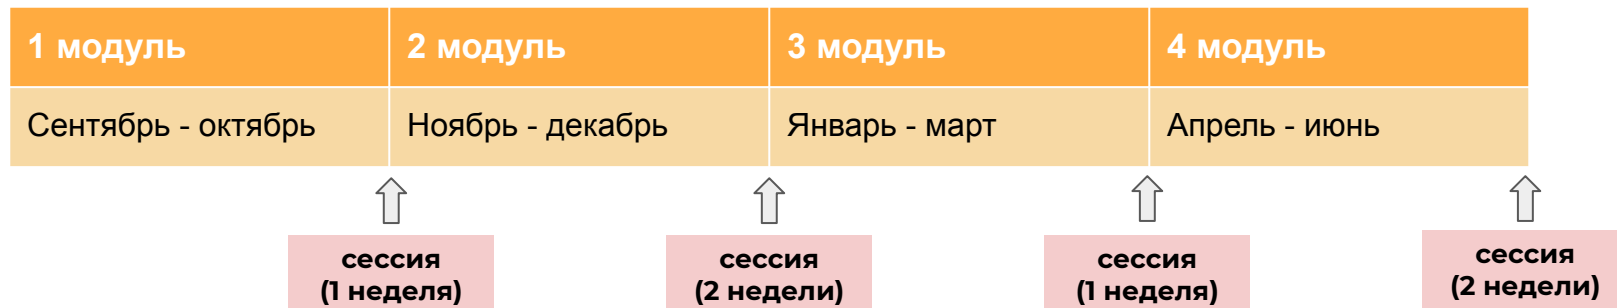 1 модуль 2 модуль 3 модуль 4 модуль
Сентябрь - октябрь Ноябрь - декабрь Январь - март Апрель - июнь
сессия
(1 неделя)
сессия
(2 недели)
сессия
(1 неделя)
сессия
(2 недели)